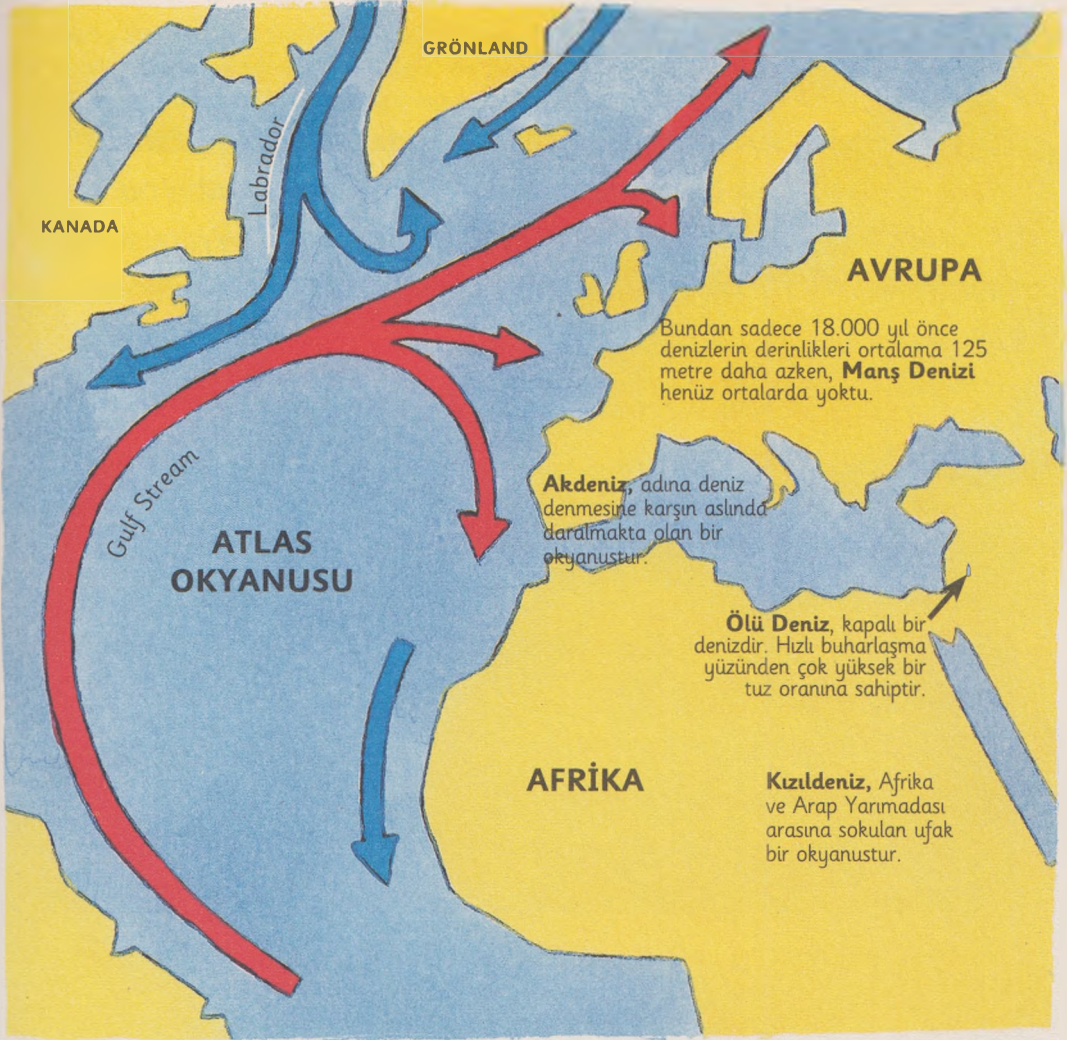 GRÖNLAND
Labrador
KANADA
AVRUPA
Bundan sadece 18.000 yıl önce
denizlerin derinlikleri ortalama 125
metre daha azken, Manş Denizi
henüz ortalarda yoktu.
Gulf Stream
Akdeniz, adına deniz
denmesine karşın aslında
daralmakta olan bir
okyanustur.
ATLAS
OKYANUSU
Ölü Deniz, kapalı bir
denizdir. Hızlı buharlaşma
yüzünden çok yüksek bir
tuz oranına sahiptir.
AFRİKA
Kızıldeniz, Afrika
ve Arap Yarımadası
arasına sokulan ufak
bir okyanustur.